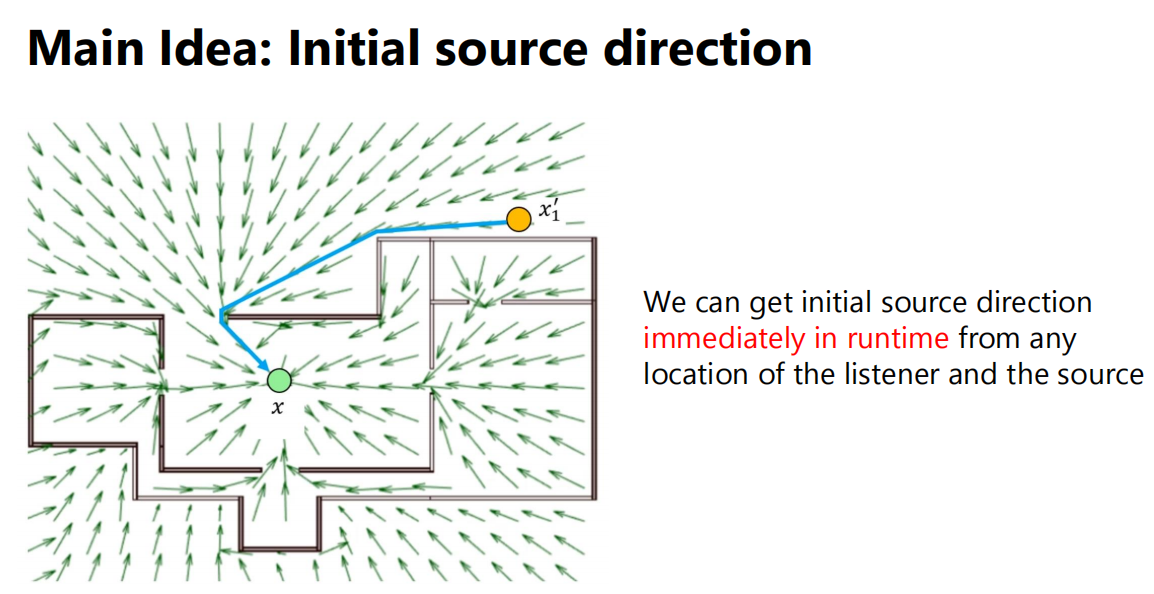 Main Idea: Initial source direction
x₁′
x
We can get initial source direction
immediately in runtime from any
location of the listener and the source